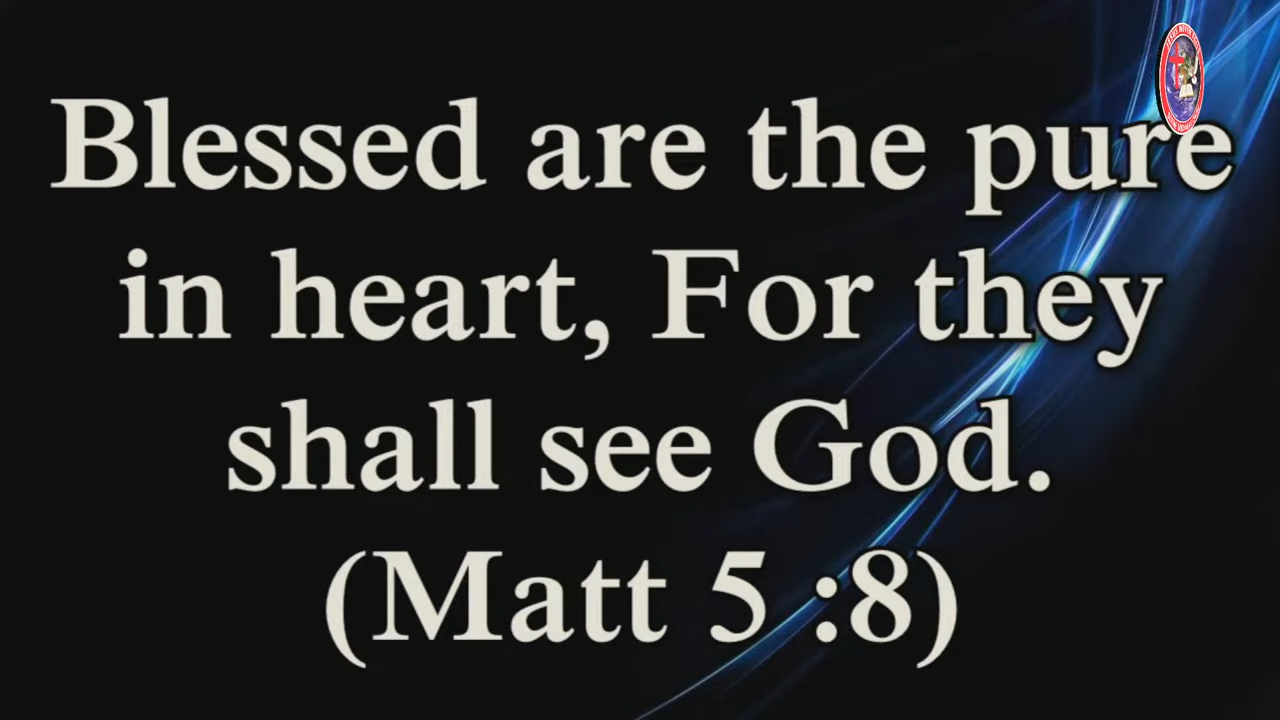 Blessed are the pure
in heart, For they
shall see God.
(Matt 5 :8)